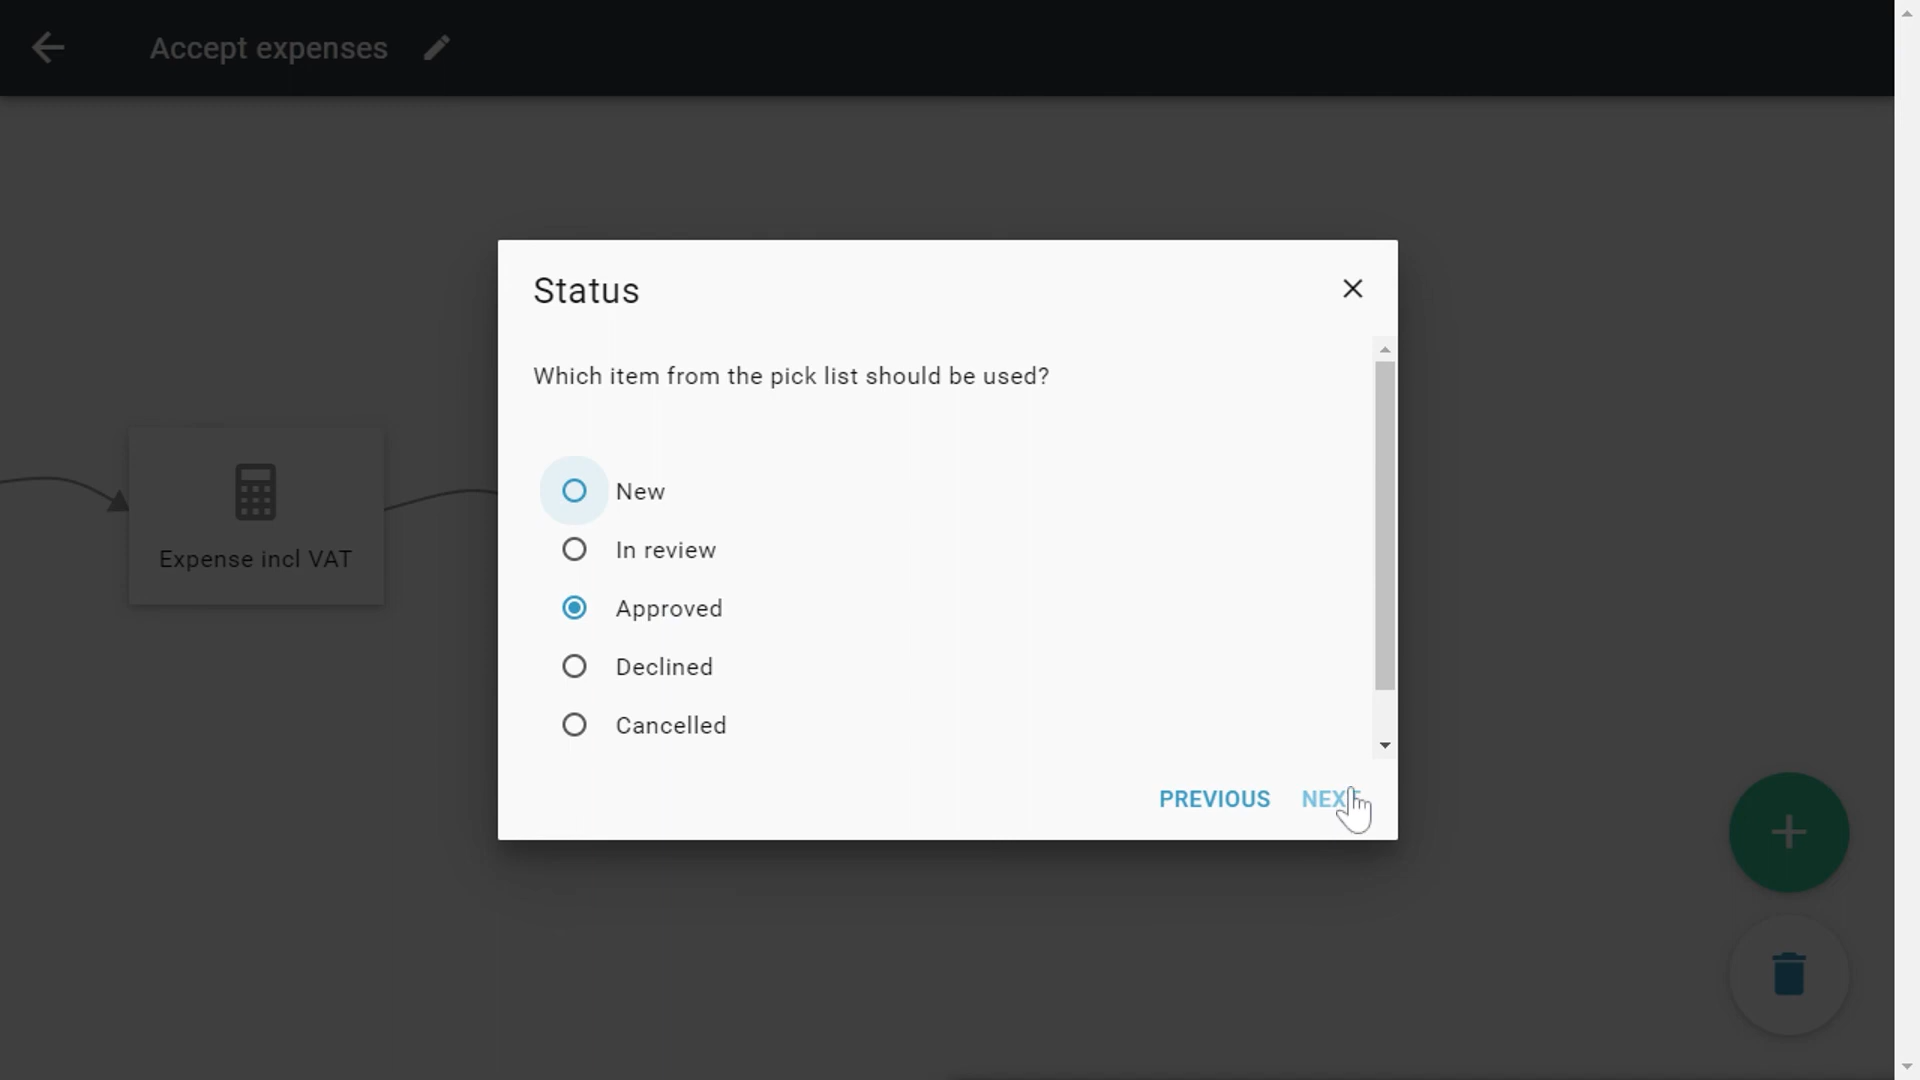 Accept expenses
Status
Which item from the pick list should be used?
New
In review
Approved
Declined
Cancelled
Expense incl VAT
PREVIOUS
NEXT